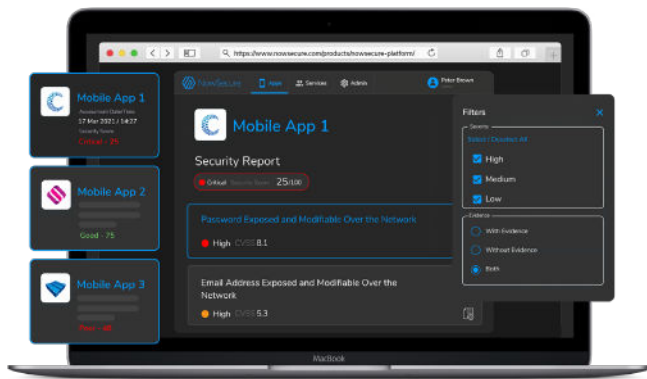 https://www.nowsecure.com/products/nowsecure-platform/
NowSecure
Apps
Services
Admin
Peter Brown
Mobile App 1
Assessment Date/Time
17 Mar 2021 / 14:27
Security Score
Critical - 25
Mobile App 2
Good - 75
Mobile App 3
Mobile App 1
Security Report
Critical Security Score 25/100
Password Exposed and Modifiable Over the Network
High CVSS 8.1
Email Address Exposed and Modifiable Over the
Network
High CVSS 5.3
Filters
Severity
Select / Deselect All
High
Medium
Low
Evidence
With Evidence
Without Evidence
Both
MacBook